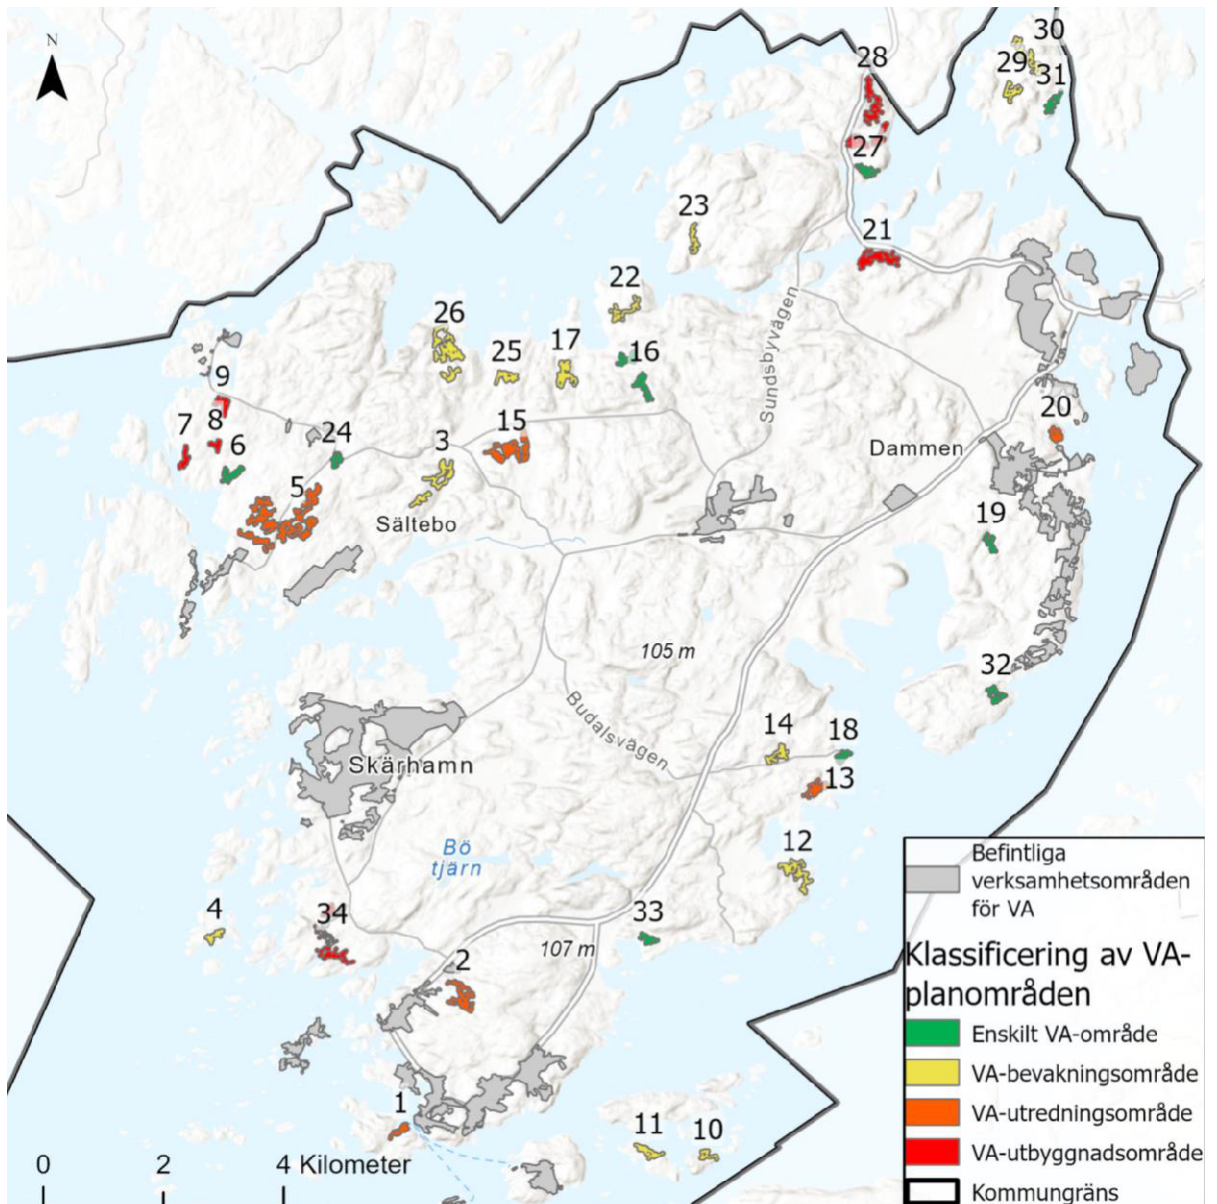 N
30
28
29
31
27
23
21
22
Sundsbyvägen
26
25
17
16
9
8
7
6
24
3
15
20
Dammen
5
Sältebo
19
105 m
32
Budalsvägen
14
18
13
Skärhamn
Bö
tjärn
12
4
34
33
107 m
2
1
11
10
0
2
4 Kilometer
Befintliga
verksamhetsområden
för VA
Klassificering av VA-
planområden
Enskilt VA-område
VA-bevakningsområde
VA-utredningsområde
VA-utbyggnadsområde
Kommungräns